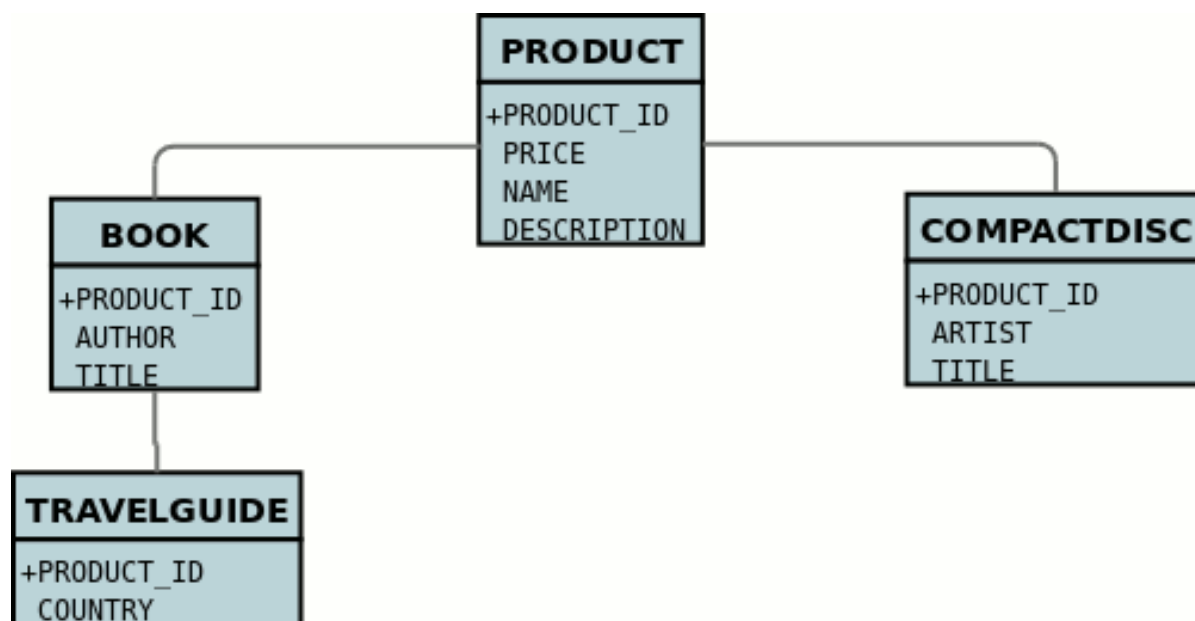 PRODUCT
+PRODUCT_ID
PRICE
NAME
DESCRIPTION
BOOK
+PRODUCT_ID
AUTHOR
TITLE
COMPACTDISC
+PRODUCT_ID
ARTIST
TITLE
TRAVELGUIDE
+PRODUCT_ID
COUNTRY